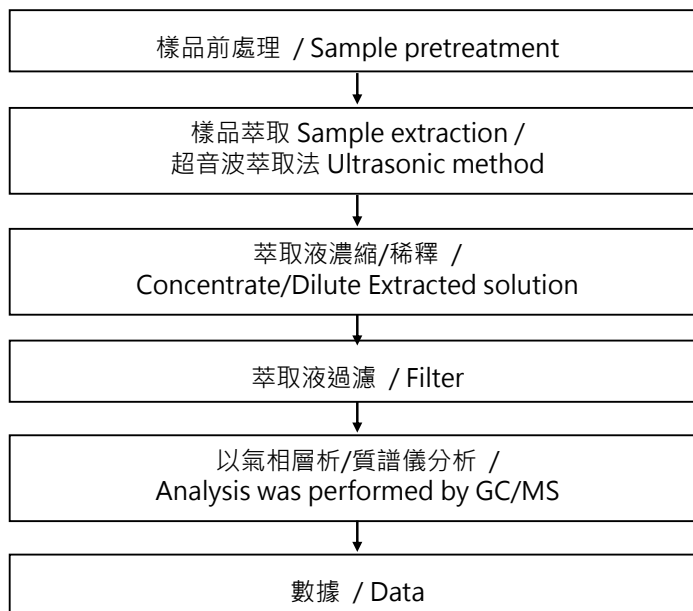 樣品前處理 / Sample pretreatment
樣品萃取 Sample extraction /
超音波萃取法 Ultrasonic method
萃取液濃縮/稀釋 /
Concentrate/Dilute Extracted solution
萃取液過濾 / Filter
以氣相層析/質譜儀分析 /
Analysis was performed by GC/MS
數據 / Data